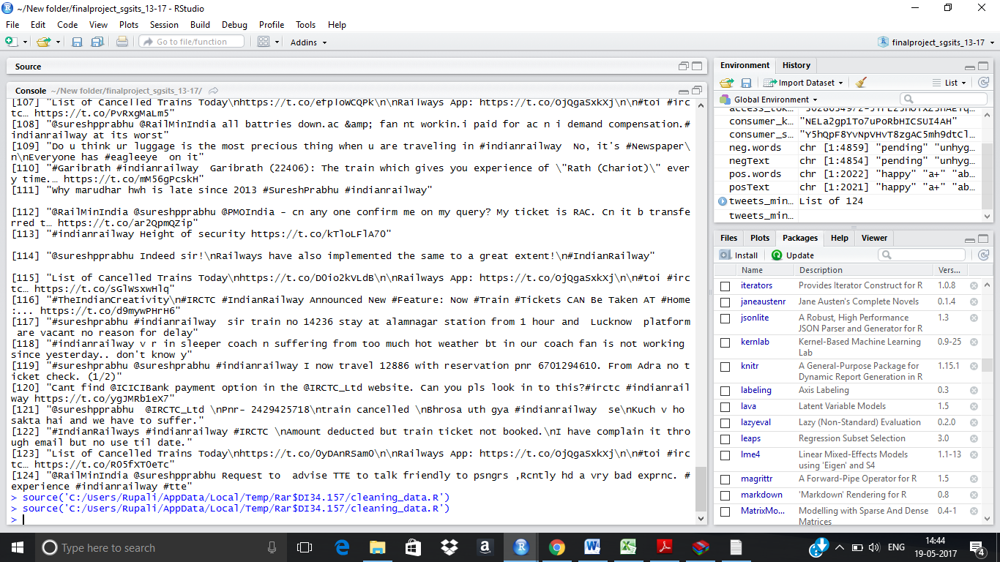 ~/New folder/finalproject_sgsits_13-17 - RStudio
File Edit Code View Plots Session Build Debug Profile Tools Help
Go to file/function
Addins
finalproject_sgsits_13-17
Source
Console ~/New folder/finalproject_sgsits_13-17/
[107] "List of Cancelled Trains Today\nhttps://t.co/efploWCQPk\n\nRailways App: https://t.co/OjQgaSxkXj\n\n#toi #ir
tc… https://t.co/PvRxgMaLm5"
[108] "@sureshpprabhu @RailMinIndia all battries down.ac &amp; fan nt workin.i paid for ac n i demand compensation.#
indianrailway at its worst"
[109] "Do u think ur luggage is the most precious thing when u are traveling in #indianrailway  No, it's #Newspaper\
n\nEveryone has #eagleeye  on it"
[110] "#Garibrath #indianrailway  Garibrath (22406): The train which gives you experience of \"Rath (Chariot)\" ever
y time.… https://t.co/mM56gPcskH"
[111] "Why marudhar hwh is late since 2013 #SureshPrabhu #indianrailway"
[112] "@RailMinIndia @sureshpprabhu @PMOIndia - cn any one confirm me on my query? My ticket is RAC. Cn it b transfe
rred t… https://t.co/ar2QpmQZip"
[113] "#indianrailway Height of security https://t.co/kTloLFlA7O"
[114] "@sureshpprabhu Indeed sir!\nRailways have also implemented the same to a great extent!\n#IndianRailway"
[115] "List of Cancelled Trains Today\nhttps://t.co/D0io2kVLdB\n\nRailways App: https://t.co/OjQgaSxkXj\n\n#toi #irc
tc… https://t.co/sGlWsxwHlq"
[116] "#TheIndianCreativity\n#IRCTC #IndianRailway Announced New #Feature: Now #Train #Tickets CAN Be Taken AT #Home
:... https://t.co/d9mywPHrH6"
[117] "#sureshpprabhu #indianrailway  sir train no 14236 stay at alamnagar station from 1 hour and  Lucknow  platform
are vacant no reason for delay"
[118] "#indianrailway v r in sleeper coach n suffering from too much hot weather bt in our coach fan is not working
since yesterday.. don't know y"
[119] "#sureshpprabhu @sureshpprabhu #indianrailway I now travel 12886 with reservation pnr 6701294610. From Adra no t
icket check. (1/2)"
[120] "Cant find @ICICIBank payment option in the @IRCTC_Ltd website. Can you pls look in to this?#irctc #indianrail
way https://t.co/ygJMRb1eX7"
[121] "@sureshpprabhu  @IRCTC_Ltd \nPnr- 2429425718\ntrain cancelled \nBhrosa uth gya #indianrailway  se\nKuch v ho
sakta hai and we have to suffer."
[122] "#IndianRailways #indianrailway #IRCTC \nAmount deducted but train ticket not booked.\nI have complain it thro
ugh email but no use til date."
[123] "List of Cancelled Trains Today\nhttps://t.co/OyDAnRSamO\n\nRailways App: https://t.co/OjQgaSxkXj\n\n#toi #irc
tc… https://t.co/RO5fXTOeTc"
[124] "@RailMinIndia @sureshpprabhu Request to  advise TTE to talk friendly to psngrs ,Rcntly hd a vry bad exprnc. #
experience #indianrailway #tte"
> source('C:/Users/Rupali/AppData/Local/Temp/Rar$DI34.157/cleaning_data.R')
> source('C:/Users/Rupali/AppData/Local/Temp/Rar$DI34.157/cleaning_data.R')
>
Environment History
Import Dataset List
Global Environment
consumer_k… "NELa2gp1To7uPoRbHICSUI4AH"
consumer_s… "Y5hQpF8YvNpVHvT8zgAC5mh9dtCl…
neg.words chr [1:4859] "pending" "unhyg…
negText chr [1:4854] "pending" "unhyg…
pos.words chr [1:2022] "happy" "a+" "ab…
posText chr [1:2021] "happy" "a+" "ab…
tweets_min… List of 124
tweets_min…
Files Plots Packages Help Viewer
Install Update
Name Description Vers...
iterators Provides Iterator Construct for R 1.0.8
janeaustenr Jane Austen's Complete Novels 0.1.4
jsonlite A Robust, High Performance JSON Parser and Generator for R 1.3
kernlab Kernel-Based Machine Learning Lab 0.9-25
knitr A General-Purpose Package for Dynamic Report Generation in R 1.15.1
labeling Axis Labeling 0.3
lava Latent Variable Models 1.5
lazyeval Lazy (Non-Standard) Evaluation 0.2.0
leaps Regression Subset Selection 3.0
lme4 Linear Mixed-Effects Models using 'Eigen' and S4 1.1-13
magrittr A Forward-Pipe Operator for R 1.5
markdown 'Markdown' Rendering for R 0.8
MatrixMo... Modelling with Sparse And Dense Matrices 0.4-1
Type here to search
ENG
14:44
19-05-2017
4